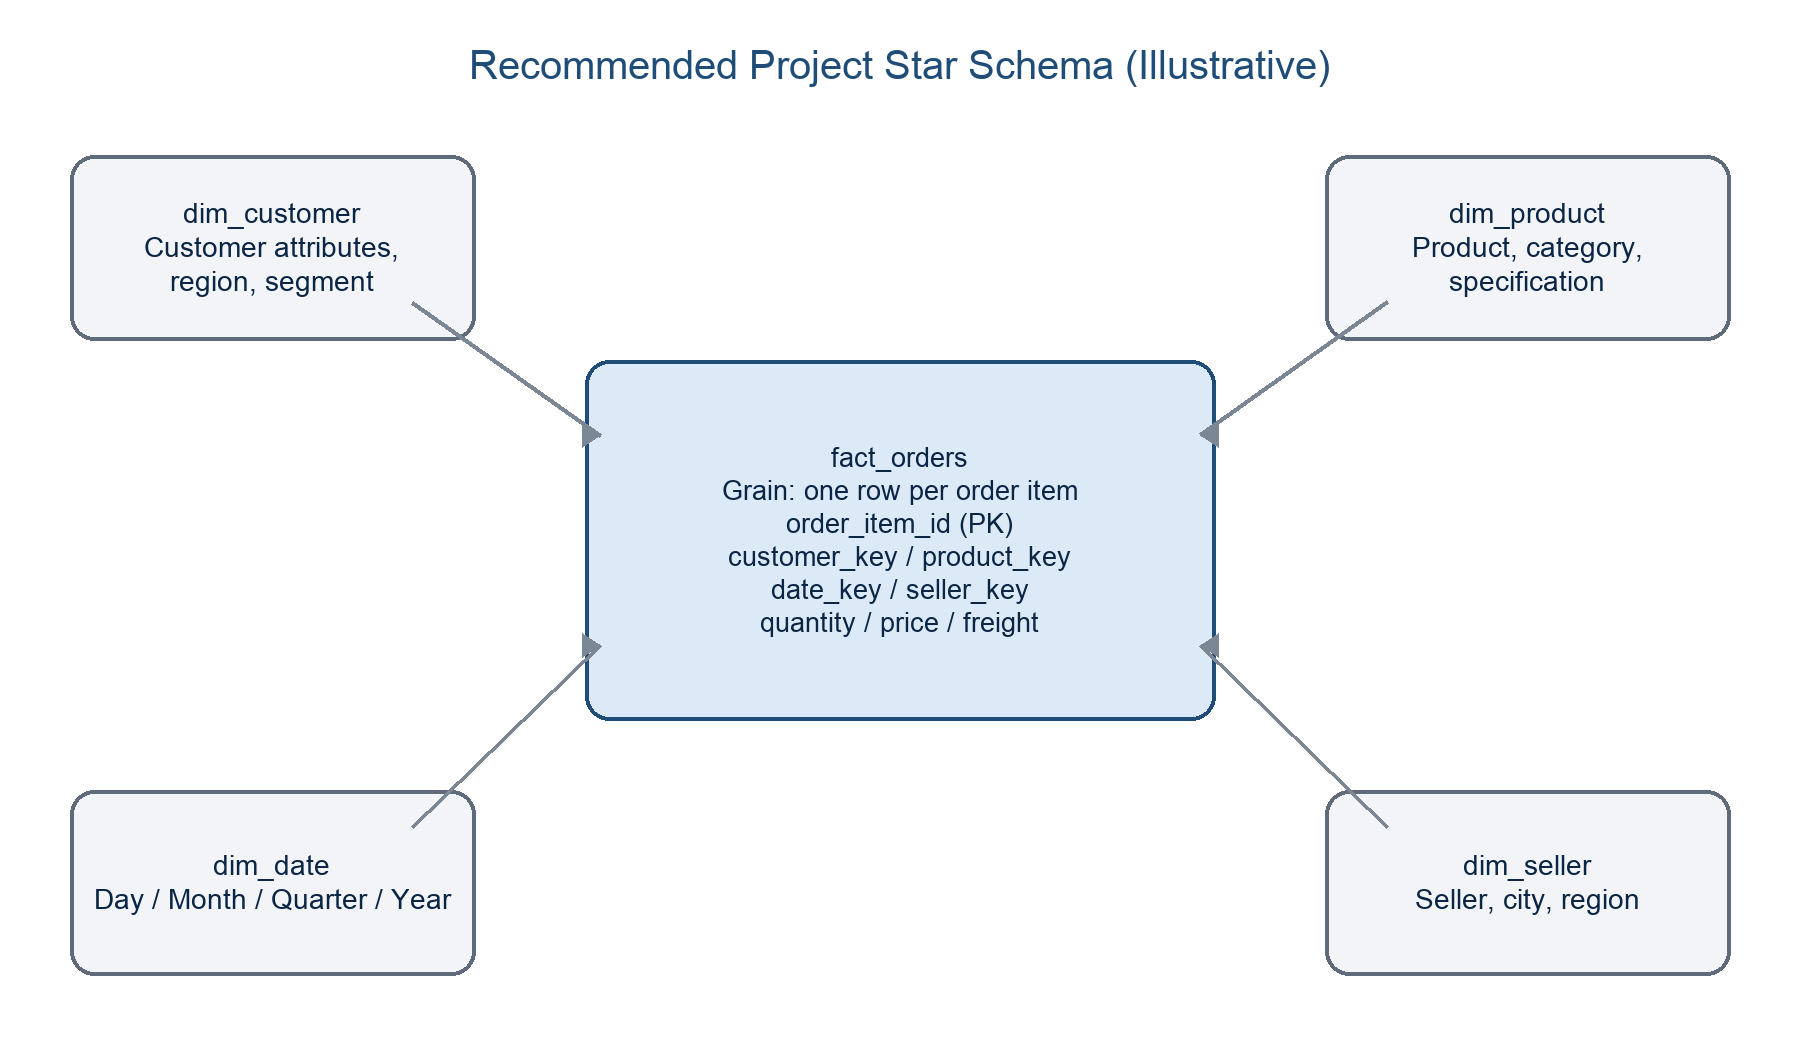 Recommended Project Star Schema (Illustrative)
dim_customer
Customer attributes,
region, segment
dim_product
Product, category,
specification
fact_orders
Grain: one row per order item
order_item_id (PK)
customer_key / product_key
date_key / seller_key
quantity / price / freight
dim_date
Day / Month / Quarter / Year
dim_seller
Seller, city, region